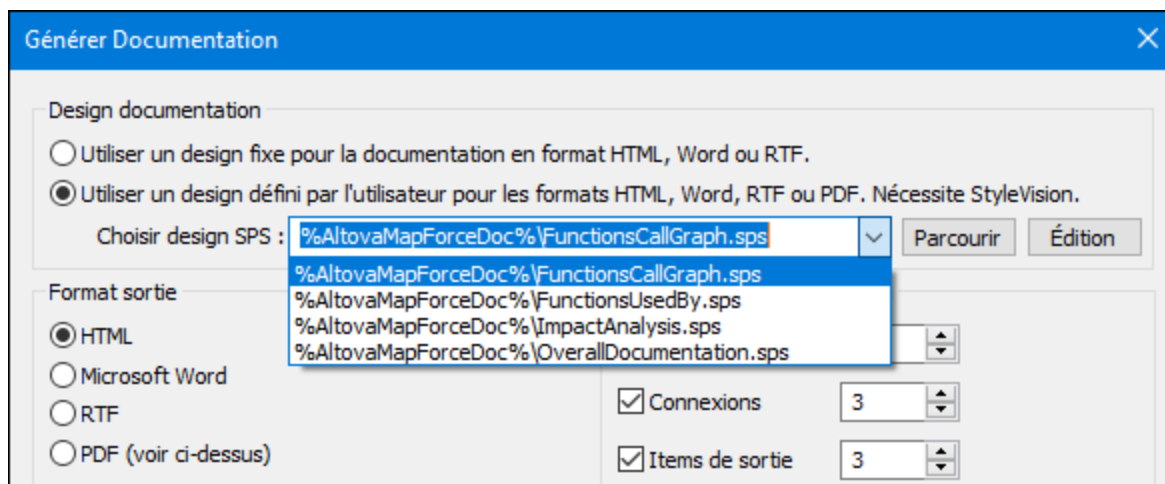 Générer Documentation
Design documentation
Utiliser un design fixe pour la documentation en format HTML, Word ou RTF.
Utiliser un design défini par l'utilisateur pour les formats HTML, Word, RTF ou PDF. Nécessite StyleVision.
Choisir design SPS : %AltovaMapForceDoc%\FunctionsCallGraph.sps Parcourir Édition
%AltovaMapForceDoc%\FunctionsCallGraph.sps
%AltovaMapForceDoc%\FunctionsUsedBy.sps
%AltovaMapForceDoc%\ImpactAnalysis.sps
%AltovaMapForceDoc%\OverallDocumentation.sps
Format sortie
HTML
Microsoft Word
RTF
PDF (voir ci-dessus)
Connexions 3
Items de sortie 3